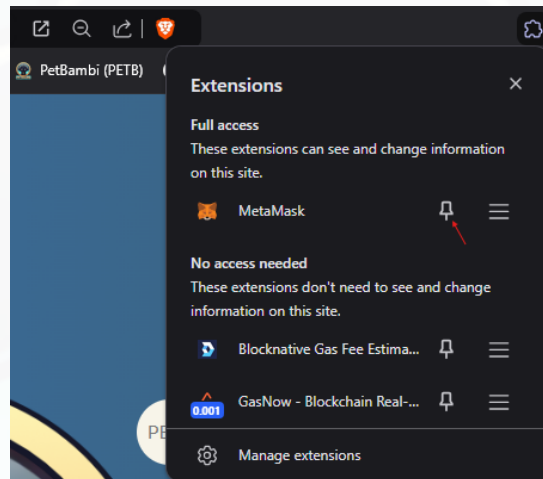 PetBambi (PETB)
Extensions
Full access
These extensions can see and change information
on this site.
MetaMask
No access needed
These extensions don't need to see and change
information on this site.
Blocknative Gas Fee Estima...
0.001
GasNow - Blockchain Real-...
PE
Manage extensions